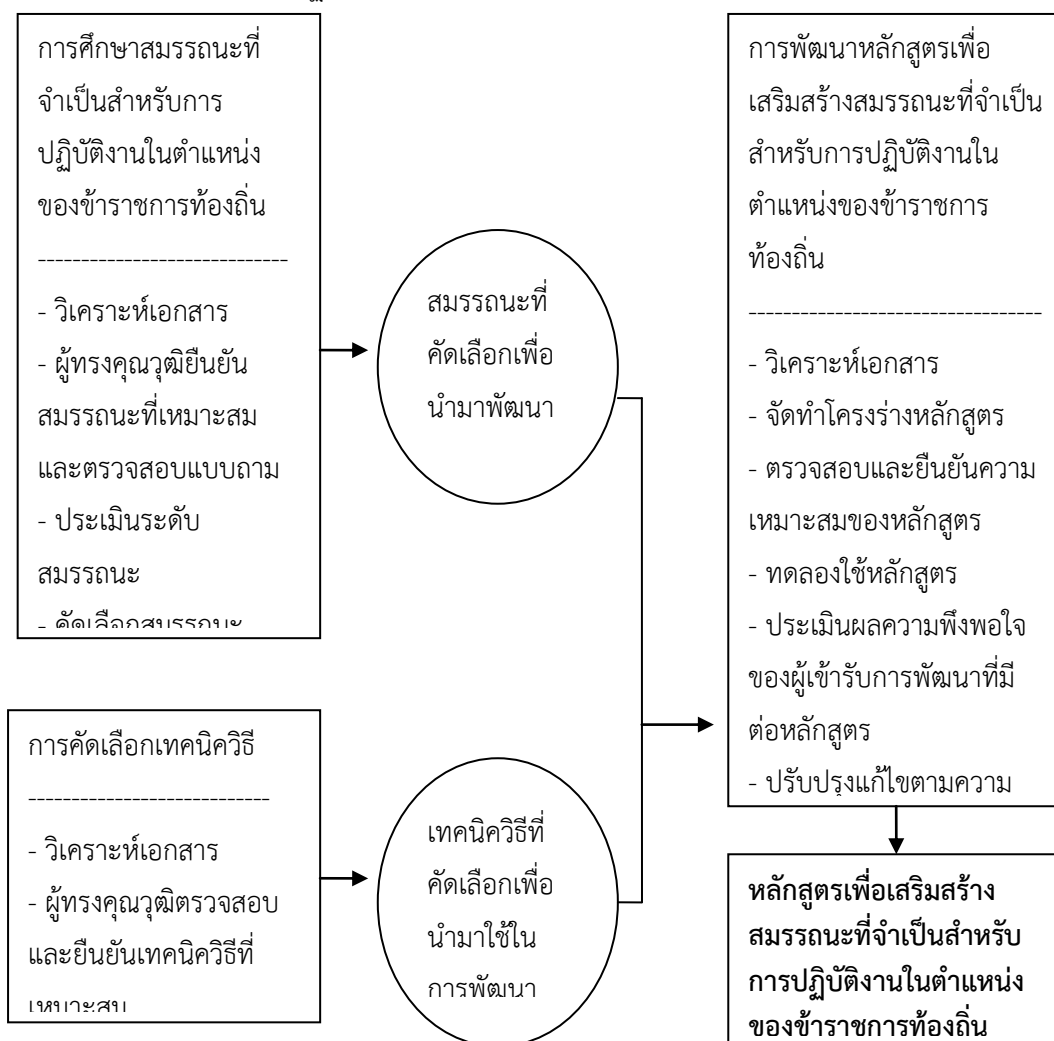 การศึกษาสมรรถนะที่
จำเป็นสำหรับการ
ปฏิบัติงานในตำแหน่ง
ของข้าราชการท้องถิ่น
-----------------------------
- วิเคราะห์เอกสาร
- ผู้ทรงคุณวุฒิยืนยัน
สมรรถนะที่เหมาะสม
และตรวจสอบแบบถาม
- ประเมินระดับ
สมรรถนะ
- คัดเลือกสมรรถนะ
สมรรถนะที่
คัดเลือกเพื่อ
นำมาพัฒนา
การคัดเลือกเทคนิควิธี
----------------------------
- วิเคราะห์เอกสาร
- ผู้ทรงคุณวุฒิตรวจสอบ
และยืนยันเทคนิควิธีที่
เหมาะสม
เทคนิควิธีที่
คัดเลือกเพื่อ
นำมาใช้ใน
การพัฒนา
การพัฒนาหลักสูตรเพื่อ
เสริมสร้างสมรรถนะที่จำเป็น
สำหรับการปฏิบัติงานใน
ตำแหน่งของข้าราชการ
ท้องถิ่น
----------------------------------
- วิเคราะห์เอกสาร
- จัดทำโครงร่างหลักสูตร
- ตรวจสอบและยืนยันความ
เหมาะสมของหลักสูตร
- ทดลองใช้หลักสูตร
- ประเมินผลความพึงพอใจ
ของผู้เข้ารับการพัฒนาที่มี
ต่อหลักสูตร
- ปรับปรุงแก้ไขตามความ
หลักสูตรเพื่อเสริมสร้าง
สมรรถนะที่จำเป็นสำหรับ
การปฏิบัติงานในตำแหน่ง
ของข้าราชการท้องถิ่น